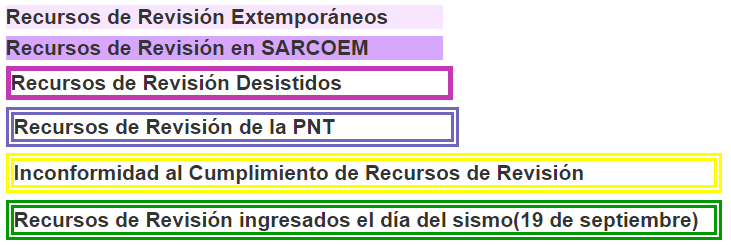 Recursos de Revisión Extemporáneos
Recursos de Revisión en SARCOEM
Recursos de Revisión Desistidos
Recursos de Revisión de la PNT
Inconformidad al Cumplimiento de Recursos de Revisión
Recursos de Revisión ingresados el día del sismo(19 de septiembre)